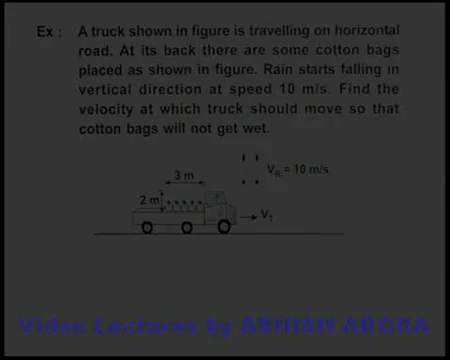 Ex : A truck shown in figure is travelling on horizontal
road. At its back there are some cotton bags
placed as shown in figure. Rain starts falling in
vertical direction at speed 10 m/s. Find the
velocity at which truck should move so that
cotton bags will not get wet.
3 m
V_R = 10 m/s
2 m
V_T
Video Lectures by ASHISH ARORA